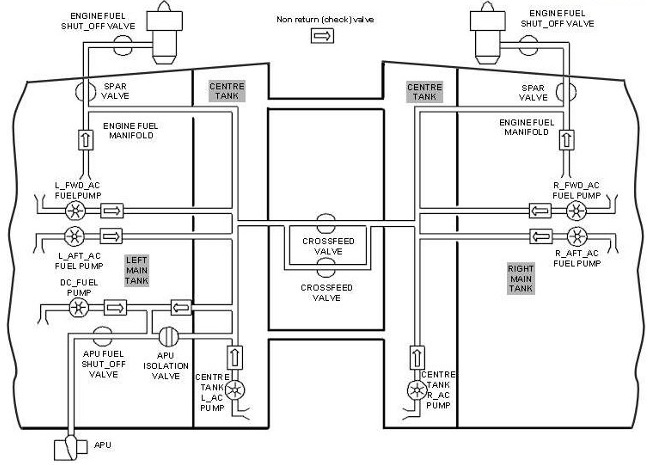 ENGINE FUEL
SHUT_OFF VALVE
Non return (check) valve
ENGINE FUEL
SHUT_OFF VALVE
SPAR
VALVE
CENTRE
TANK
CENTRE
TANK
SPAR
VALVE
ENGINE FUEL
MANIFOLD
ENGINE FUEL
MANIFOLD
L_FWD_AC
FUEL PUMP
R_FWD_AC
FUEL PUMP
L_AFT_AC
FUEL PUMP
CROSSFEED
VALVE
R_AFT_AC
FUEL PUMP
LEFT
MAIN
TANK
RIGHT
MAIN
TANK
DC_FUEL
PUMP
CROSSFEED
VALVE
APU FUEL
SHUT_OFF
VALVE
APU
ISOLATION
VALVE
CENTRE
TANK
L_AC
PUMP
CENTRE
TANK
R_AC
PUMP
APU